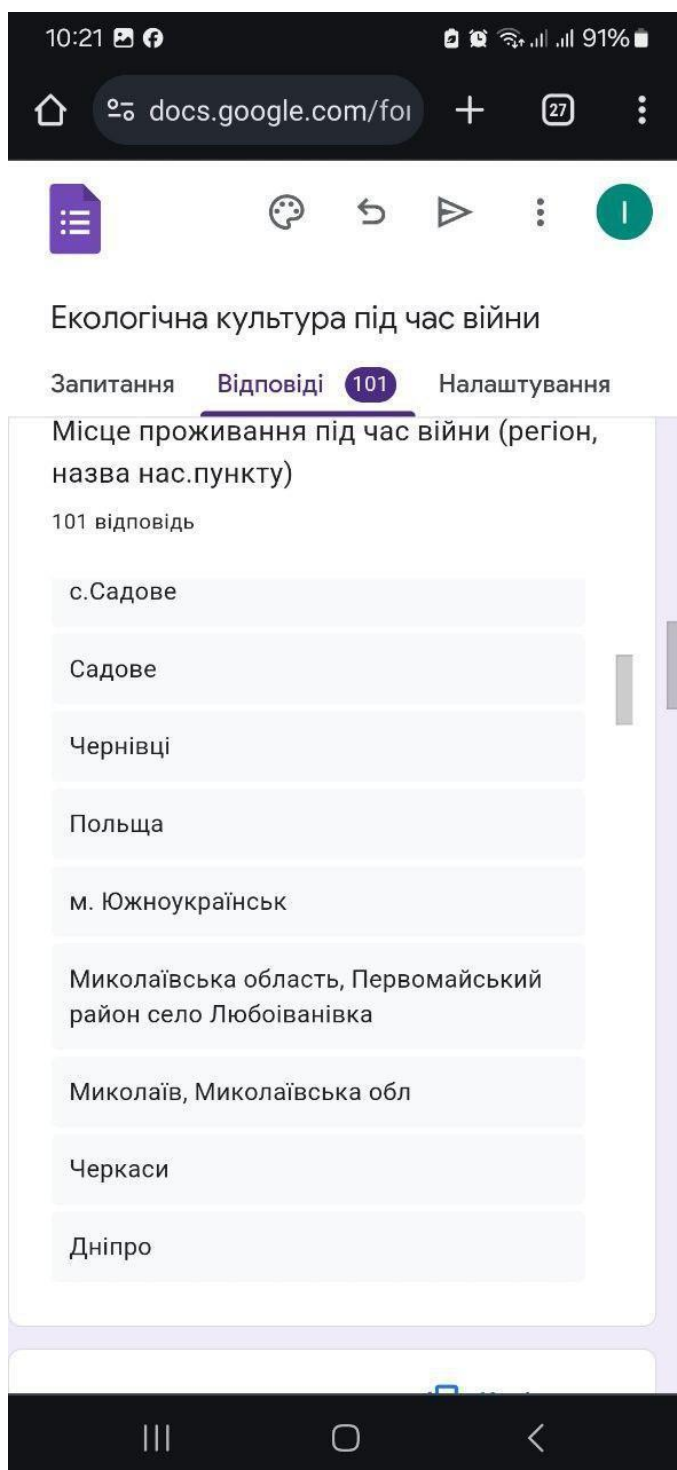 10:21
91%
docs.google.com/for
27
I
Екологічна культура під час війни
Запитання Відповіді 101 Налаштування
Місце проживання під час війни (регіон,
назва нас.пункту)
101 відповідь
с.Садове
Садове
Чернівці
Польща
м. Южноукраїнськ
Миколаївська область, Первомайський
район село Любоіванівка
Миколаїв, Миколаївська обл
Черкаси
Дніпро